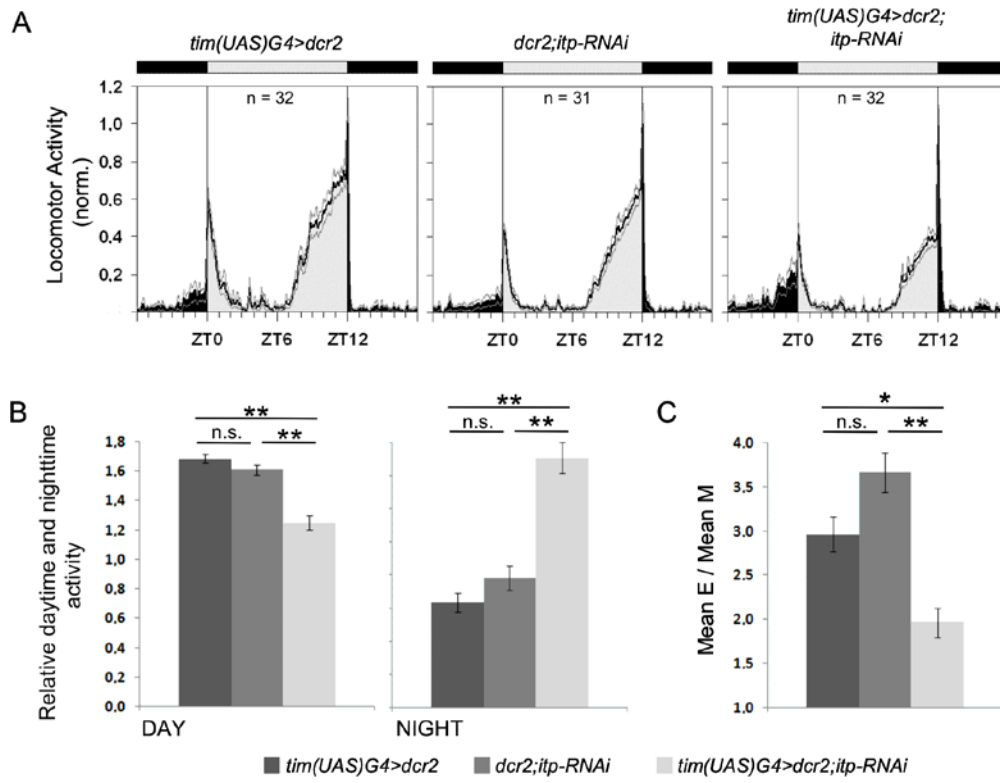 A
tim(UAS)G4>dcr2
dcr2;itp-RNAi
tim(UAS)G4>dcr2;
itp-RNAi
Locomotor Activity
(norm.)
1.2
1.0
0.8
0.6
0.4
0.2
n = 32
n = 31
n = 32
ZT0 ZT6 ZT12
ZT0 ZT6 ZT12
ZT0 ZT6 ZT12
B
Relative daytime and nighttime
activity
1.8
1.6
1.4
1.2
1.0
0.8
0.6
0.4
0.2
0.0
**
n.s. **
DAY
**
n.s. **
NIGHT
C
Mean E / Mean M
4.0
3.5
3.0
2.5
2.0
1.5
1.0
*
n.s. **
tim(UAS)G4>dcr2 dcr2;itp-RNAi tim(UAS)G4>dcr2;itp-RNAi